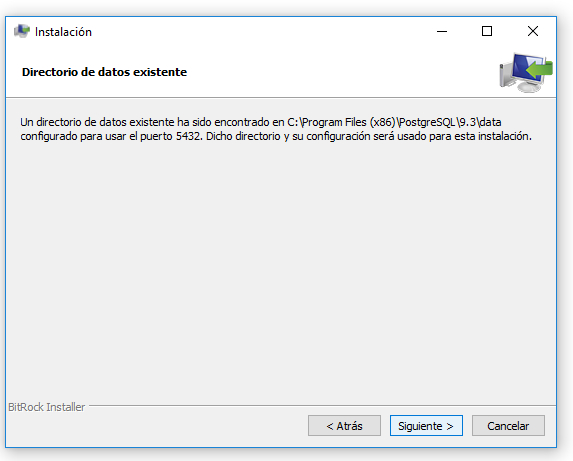 Instalación
Directorio de datos existente
Un directorio de datos existente ha sido encontrado en C:\Program Files (x86)\PostgreSQL\9.3\data
configurado para usar el puerto 5432. Dicho directorio y su configuración será usado para esta instalación.
BitRock Installer
< Atrás
Siguiente >
Cancelar